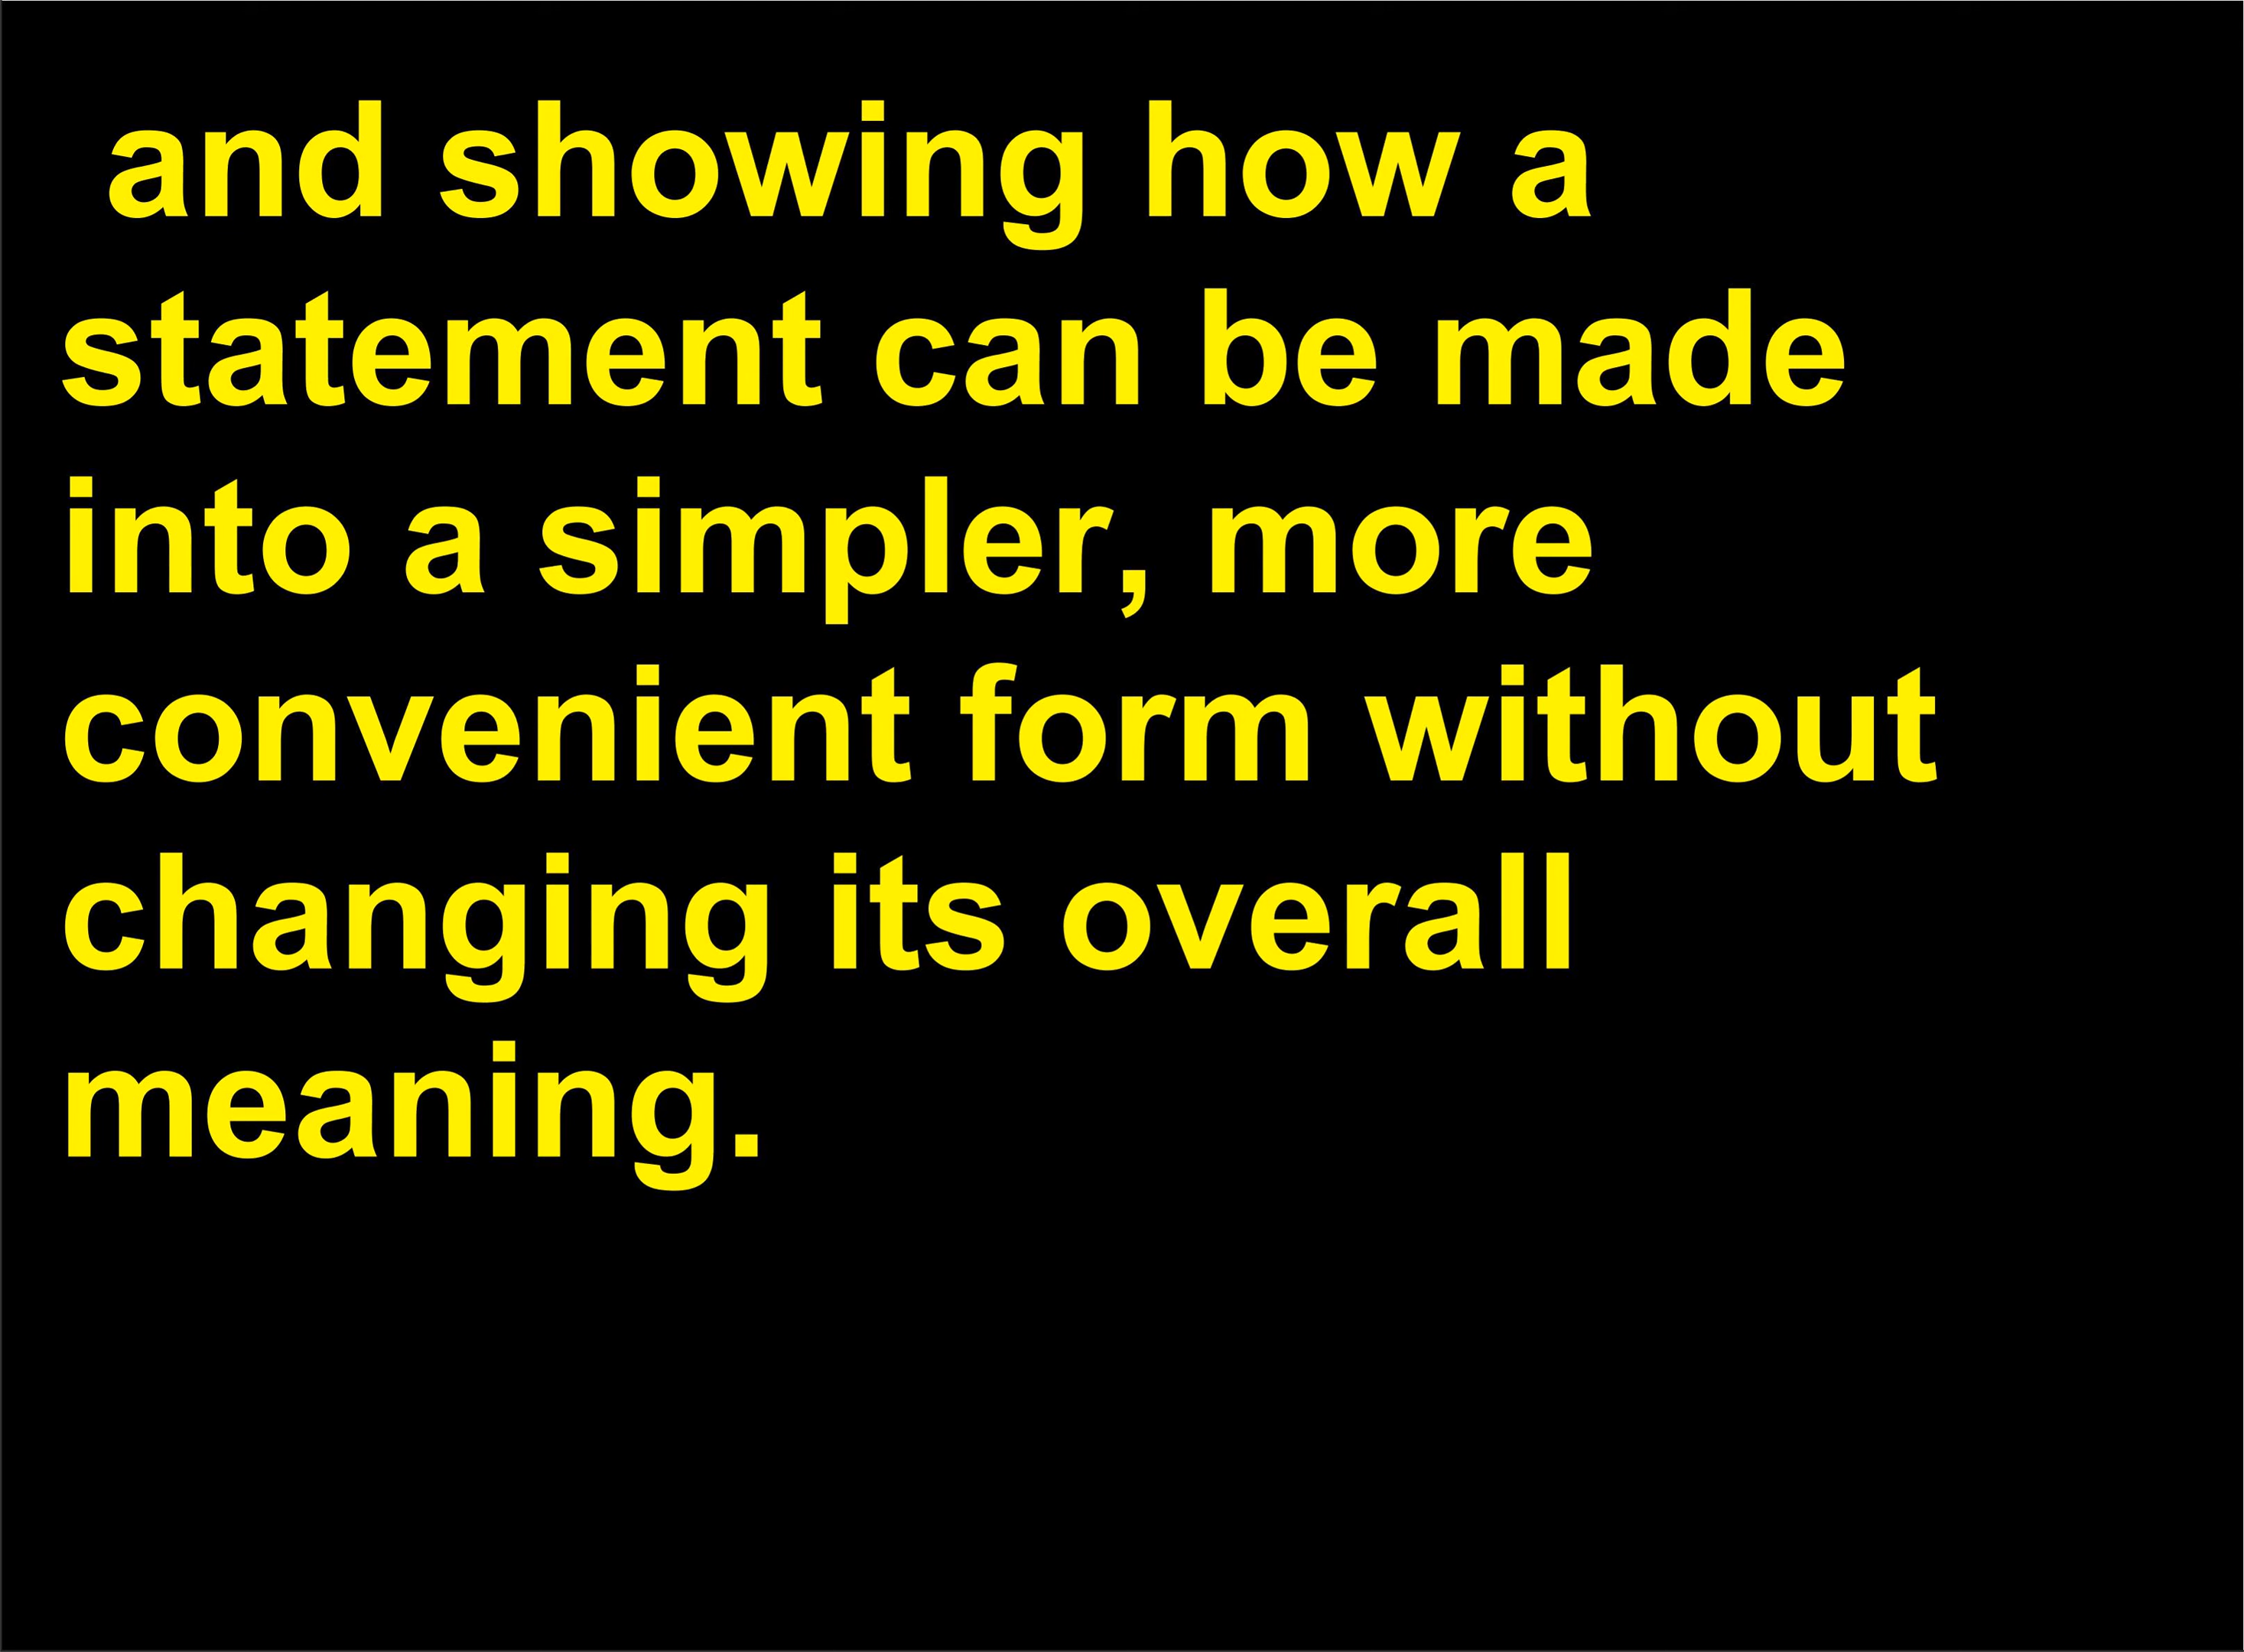 and showing how a
statement can be made
into a simpler, more
convenient form without
changing its overall
meaning.